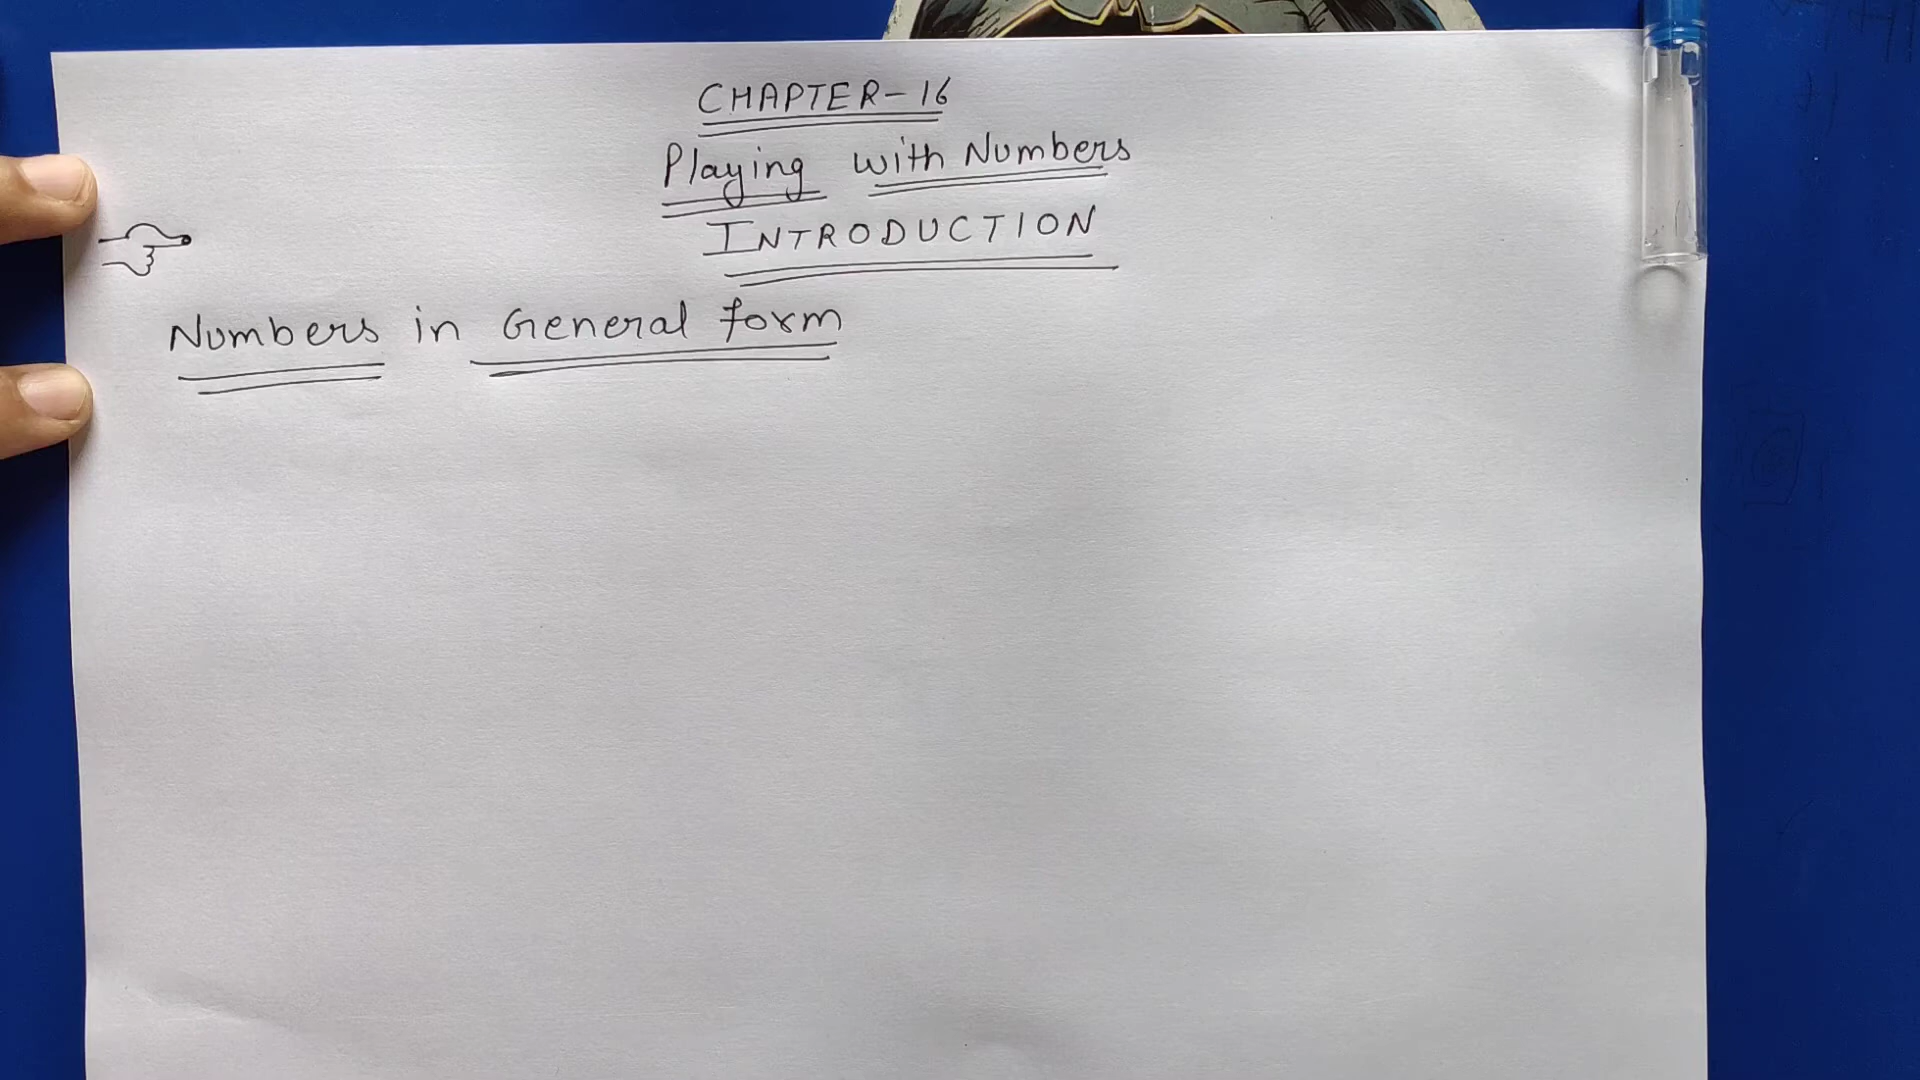 CHAPTER-16
Playing with Numbers
INTRODUCTION
Numbers in General form